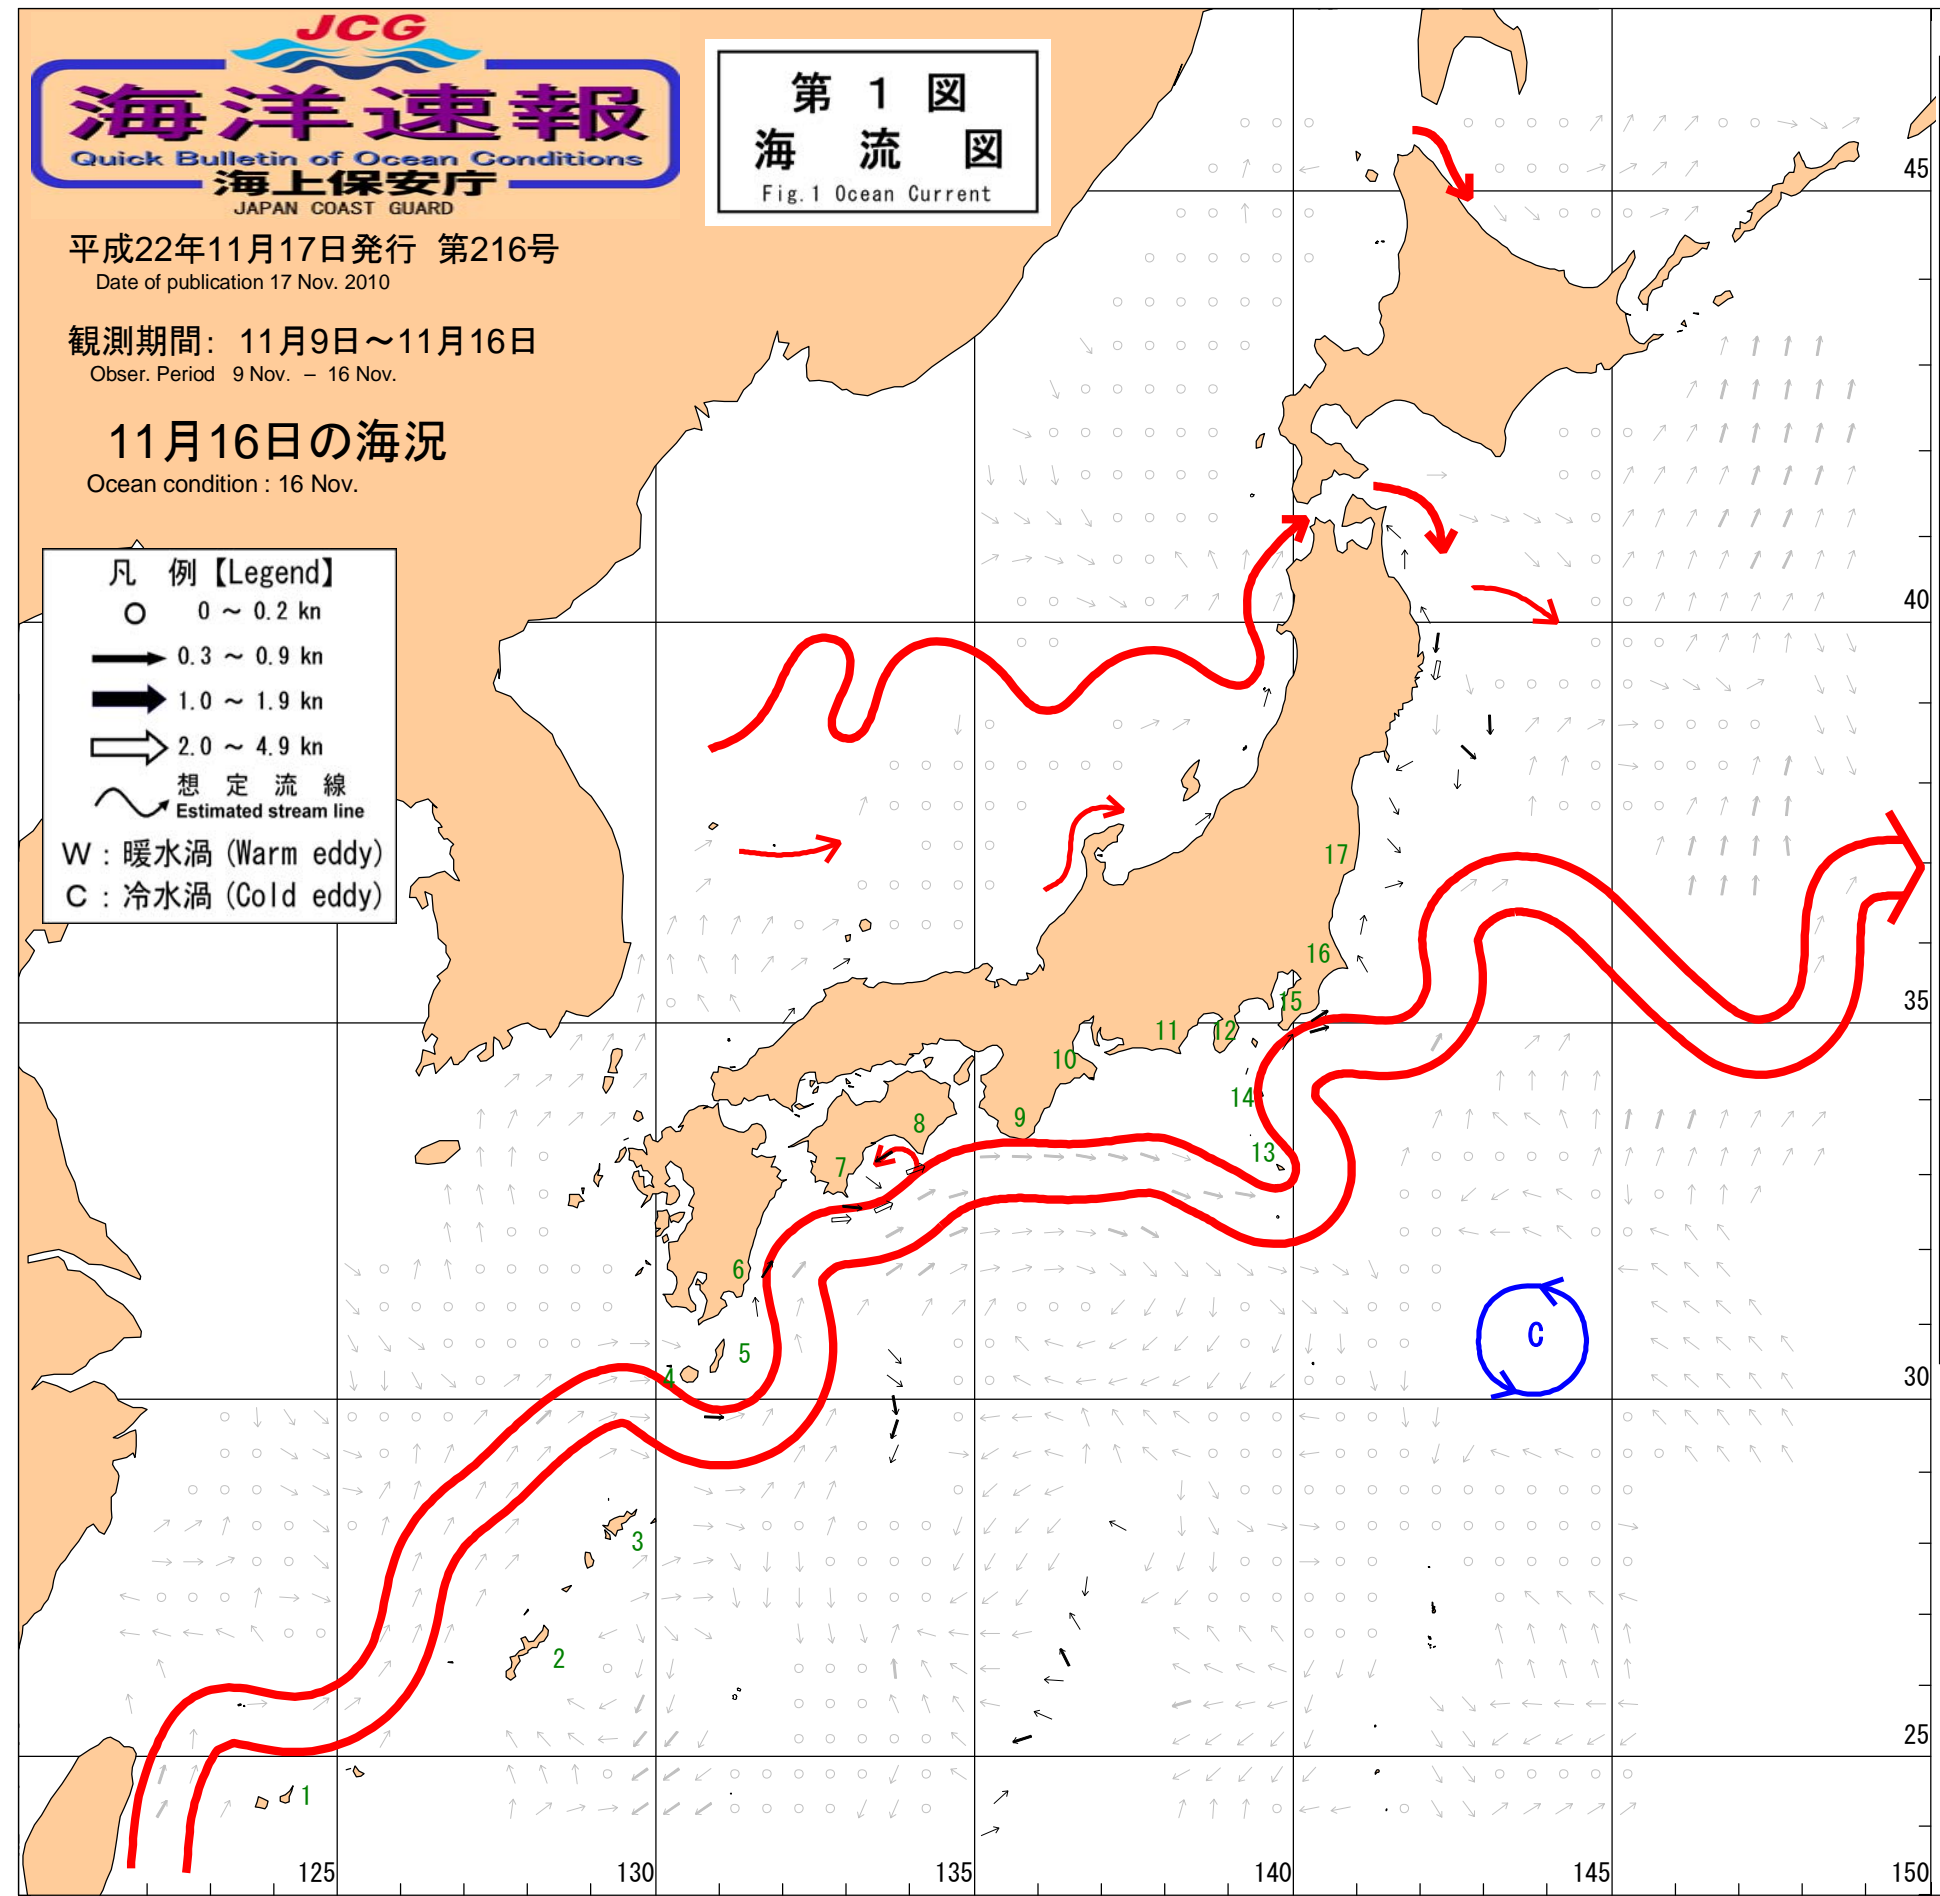 JCG
海洋速報
Quick Bulletin of Ocean Conditions
海上保安庁
JAPAN COAST GUARD
第 1 図
海 流 図
Fig.1 Ocean Current
平成22年11月17日発行 第216号
Date of publication 17 Nov. 2010
観測期間: 11月9日～11月16日
Obser. Period 9 Nov. – 16 Nov.
11月16日の海況
Ocean condition : 16 Nov.
凡 例【Legend】
0 ～ 0.2 kn
0.3 ～ 0.9 kn
1.0 ～ 1.9 kn
2.0 ～ 4.9 kn
想 定 流 線
Estimated stream line
W : 暖水渦 (Warm eddy)
C : 冷水渦 (Cold eddy)
45
40
17
16
35
15
14
13
12
11
10
9
8
7
6
5
4
C
30
3
2
25
1
125
130
135
140
145
150